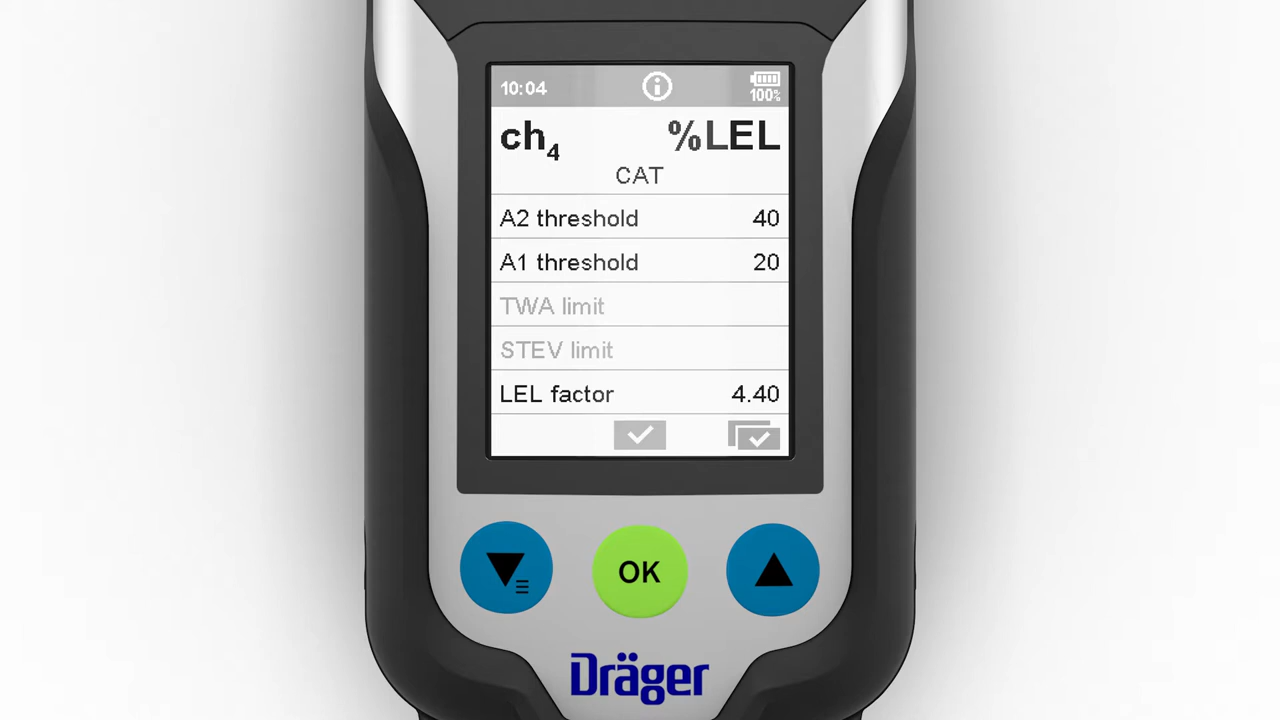 10:04
100%
ch₄ %LEL
CAT
A2 threshold 40
A1 threshold 20
TWA limit
STEV limit
LEL factor 4.40
OK
Dräger